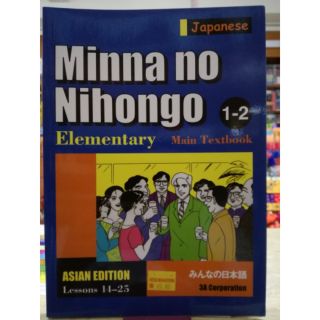 Japanese
Minna no
Nihongo
1-2
Elementary
Main Textbook
ASIAN EDITION
Lessons 14-25
みんなの日本語
3A Corporation